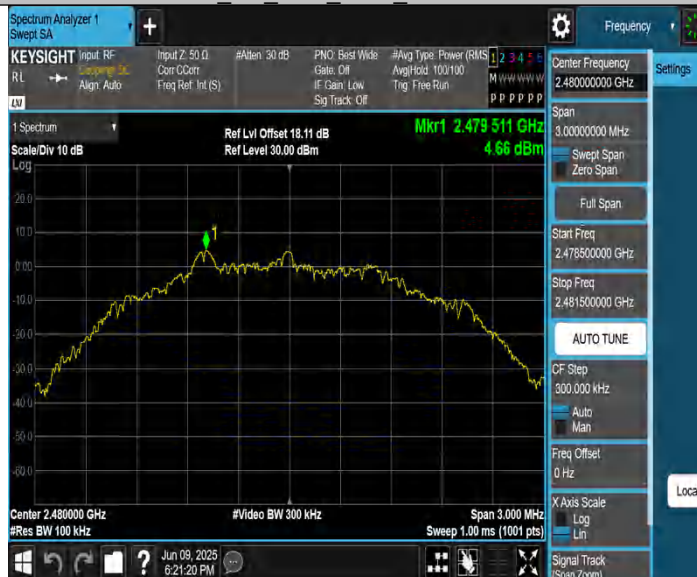 Spectrum Analyzer 1
Swept SA
+
Frequency
KEYSIGHT
Input: RF
Coupling: DC
Align: Auto
RL
LXI
Input Z: 50 Ω
Corr CCorr
Freq Ref: Int (S)
#Atten: 30 dB
PNO: Best Wide
Gate: Off
IF Gain: Low
Sig Track: Off
#Avg Type: Power (RMS
Avg|Hold: 100/100
Trig: Free Run
1 2 3 4 5 6
M W W W W W
P P P P P P
Center Frequency
2.480000000 GHz
Settings
Span
3.00000000 MHz
Swept Span
Zero Span
Full Span
Start Freq
2.478500000 GHz
Stop Freq
2.481500000 GHz
AUTO TUNE
CF Step
300.000 kHz
Auto
Man
Freq Offset
0 Hz
X Axis Scale
Log
Lin
Signal Track
(Span Zoom)
Loca
1 Spectrum
Scale/Div 10 dB
Log
Ref Lvl Offset 18.11 dB
Ref Level 30.00 dBm
Mkr1 2.479 511 GHz
4.66 dBm
1
20.0
10.0
0.00
-10.0
-20.0
-30.0
-40.0
-50.0
-60.0
Center 2.480000 GHz
#Res BW 100 kHz
#Video BW 300 kHz
Span 3.000 MHz
Sweep 1.00 ms (1001 pts)
?
Jun 09, 2025
6:21:20 PM